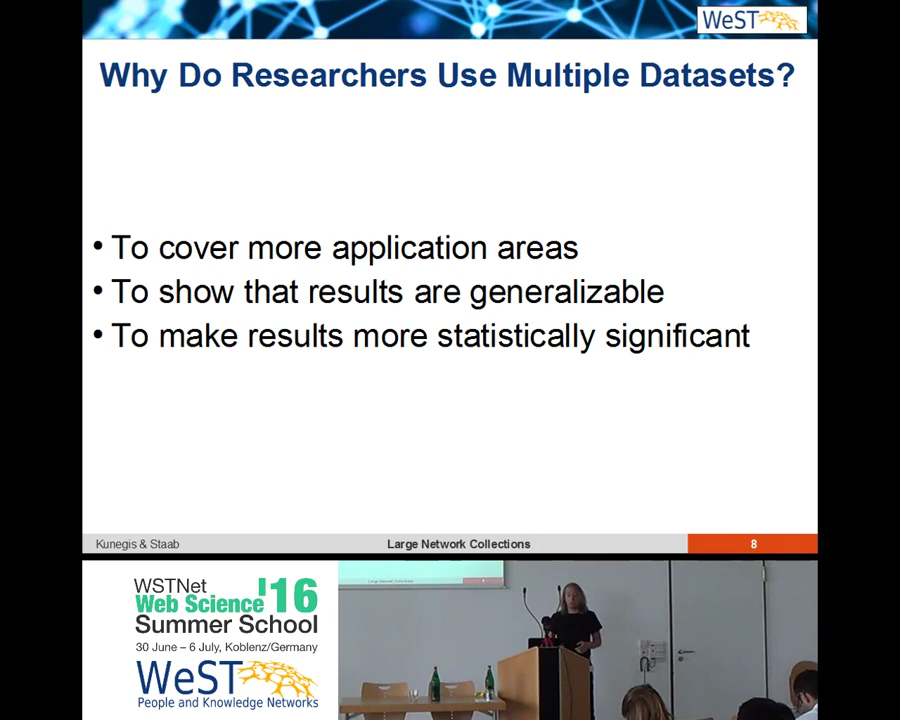 WeST
Why Do Researchers Use Multiple Datasets?
• To cover more application areas
• To show that results are generalizable
• To make results more statistically significant
Kunegis & Staab
Large Network Collections
8
WSTNet
Web Science '16
Summer School
30 June – 6 July, Koblenz/Germany
WeST
People and Knowledge Networks